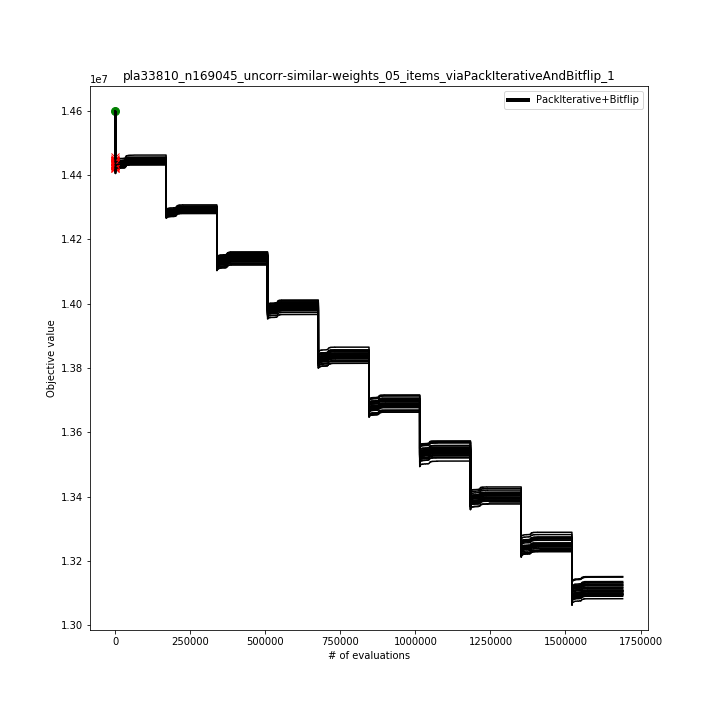 pla33810_n169045_uncorr-similar-weights_05_items_viaPackIterativeAndBitflip_1
1e7
PackIterative+Bitflip
1.46
1.44
1.42
1.40
1.38
1.36
1.34
1.32
1.30
Objective value
0 250000 500000 750000 1000000 1250000 1500000 1750000
# of evaluations